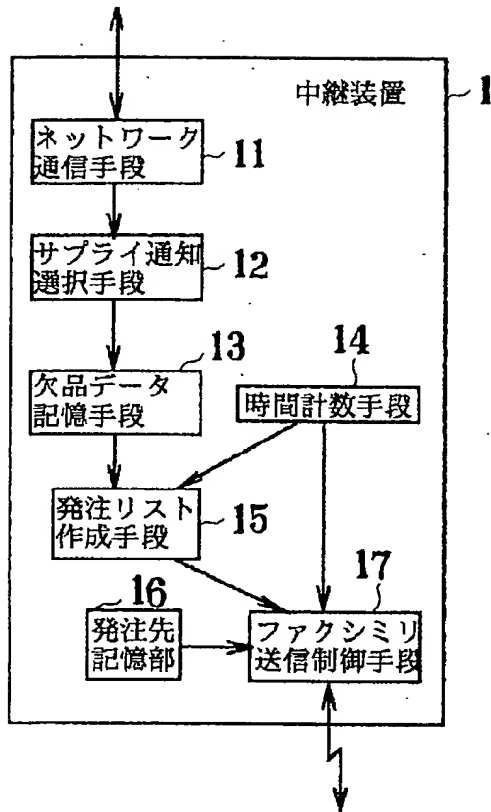 中継装置
1
ネットワーク
通信手段
11
サプライ通知
選択手段
12
13
欠品データ
記憶手段
14
時間計数手段
発注リスト
作成手段
15
16
発注先
記憶部
17
ファクシミリ
送信制御手段